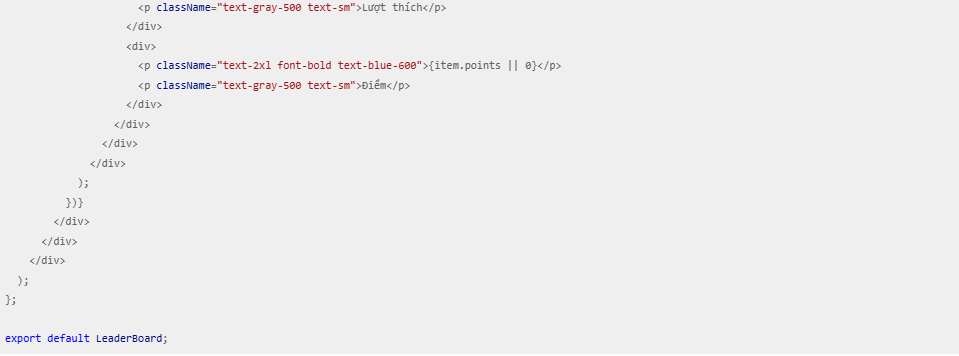 <p className="text-gray-500 text-sm">Lượt thích</p>
</div>
<div>
<p className="text-2xl font-bold text-blue-600">{item.points || 0}</p>
<p className="text-gray-500 text-sm">Điểm</p>
</div>
</div>
</div>
</div>
);
})}
</div>
</div>
</div>
);
};
export default LeaderBoard;